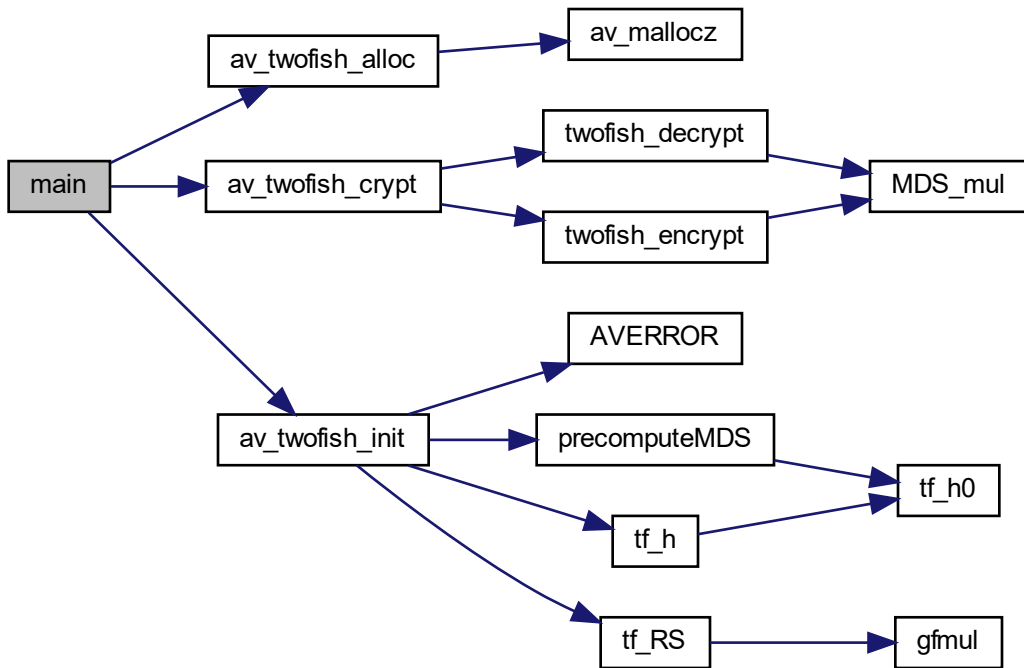 av_mallocz
av_twofish_alloc
twofish_decrypt
main
av_twofish_crypt
MDS_mul
twofish_encrypt
AVERROR
av_twofish_init
precomputeMDS
tf_h0
tf_h
tf_RS
gfmul